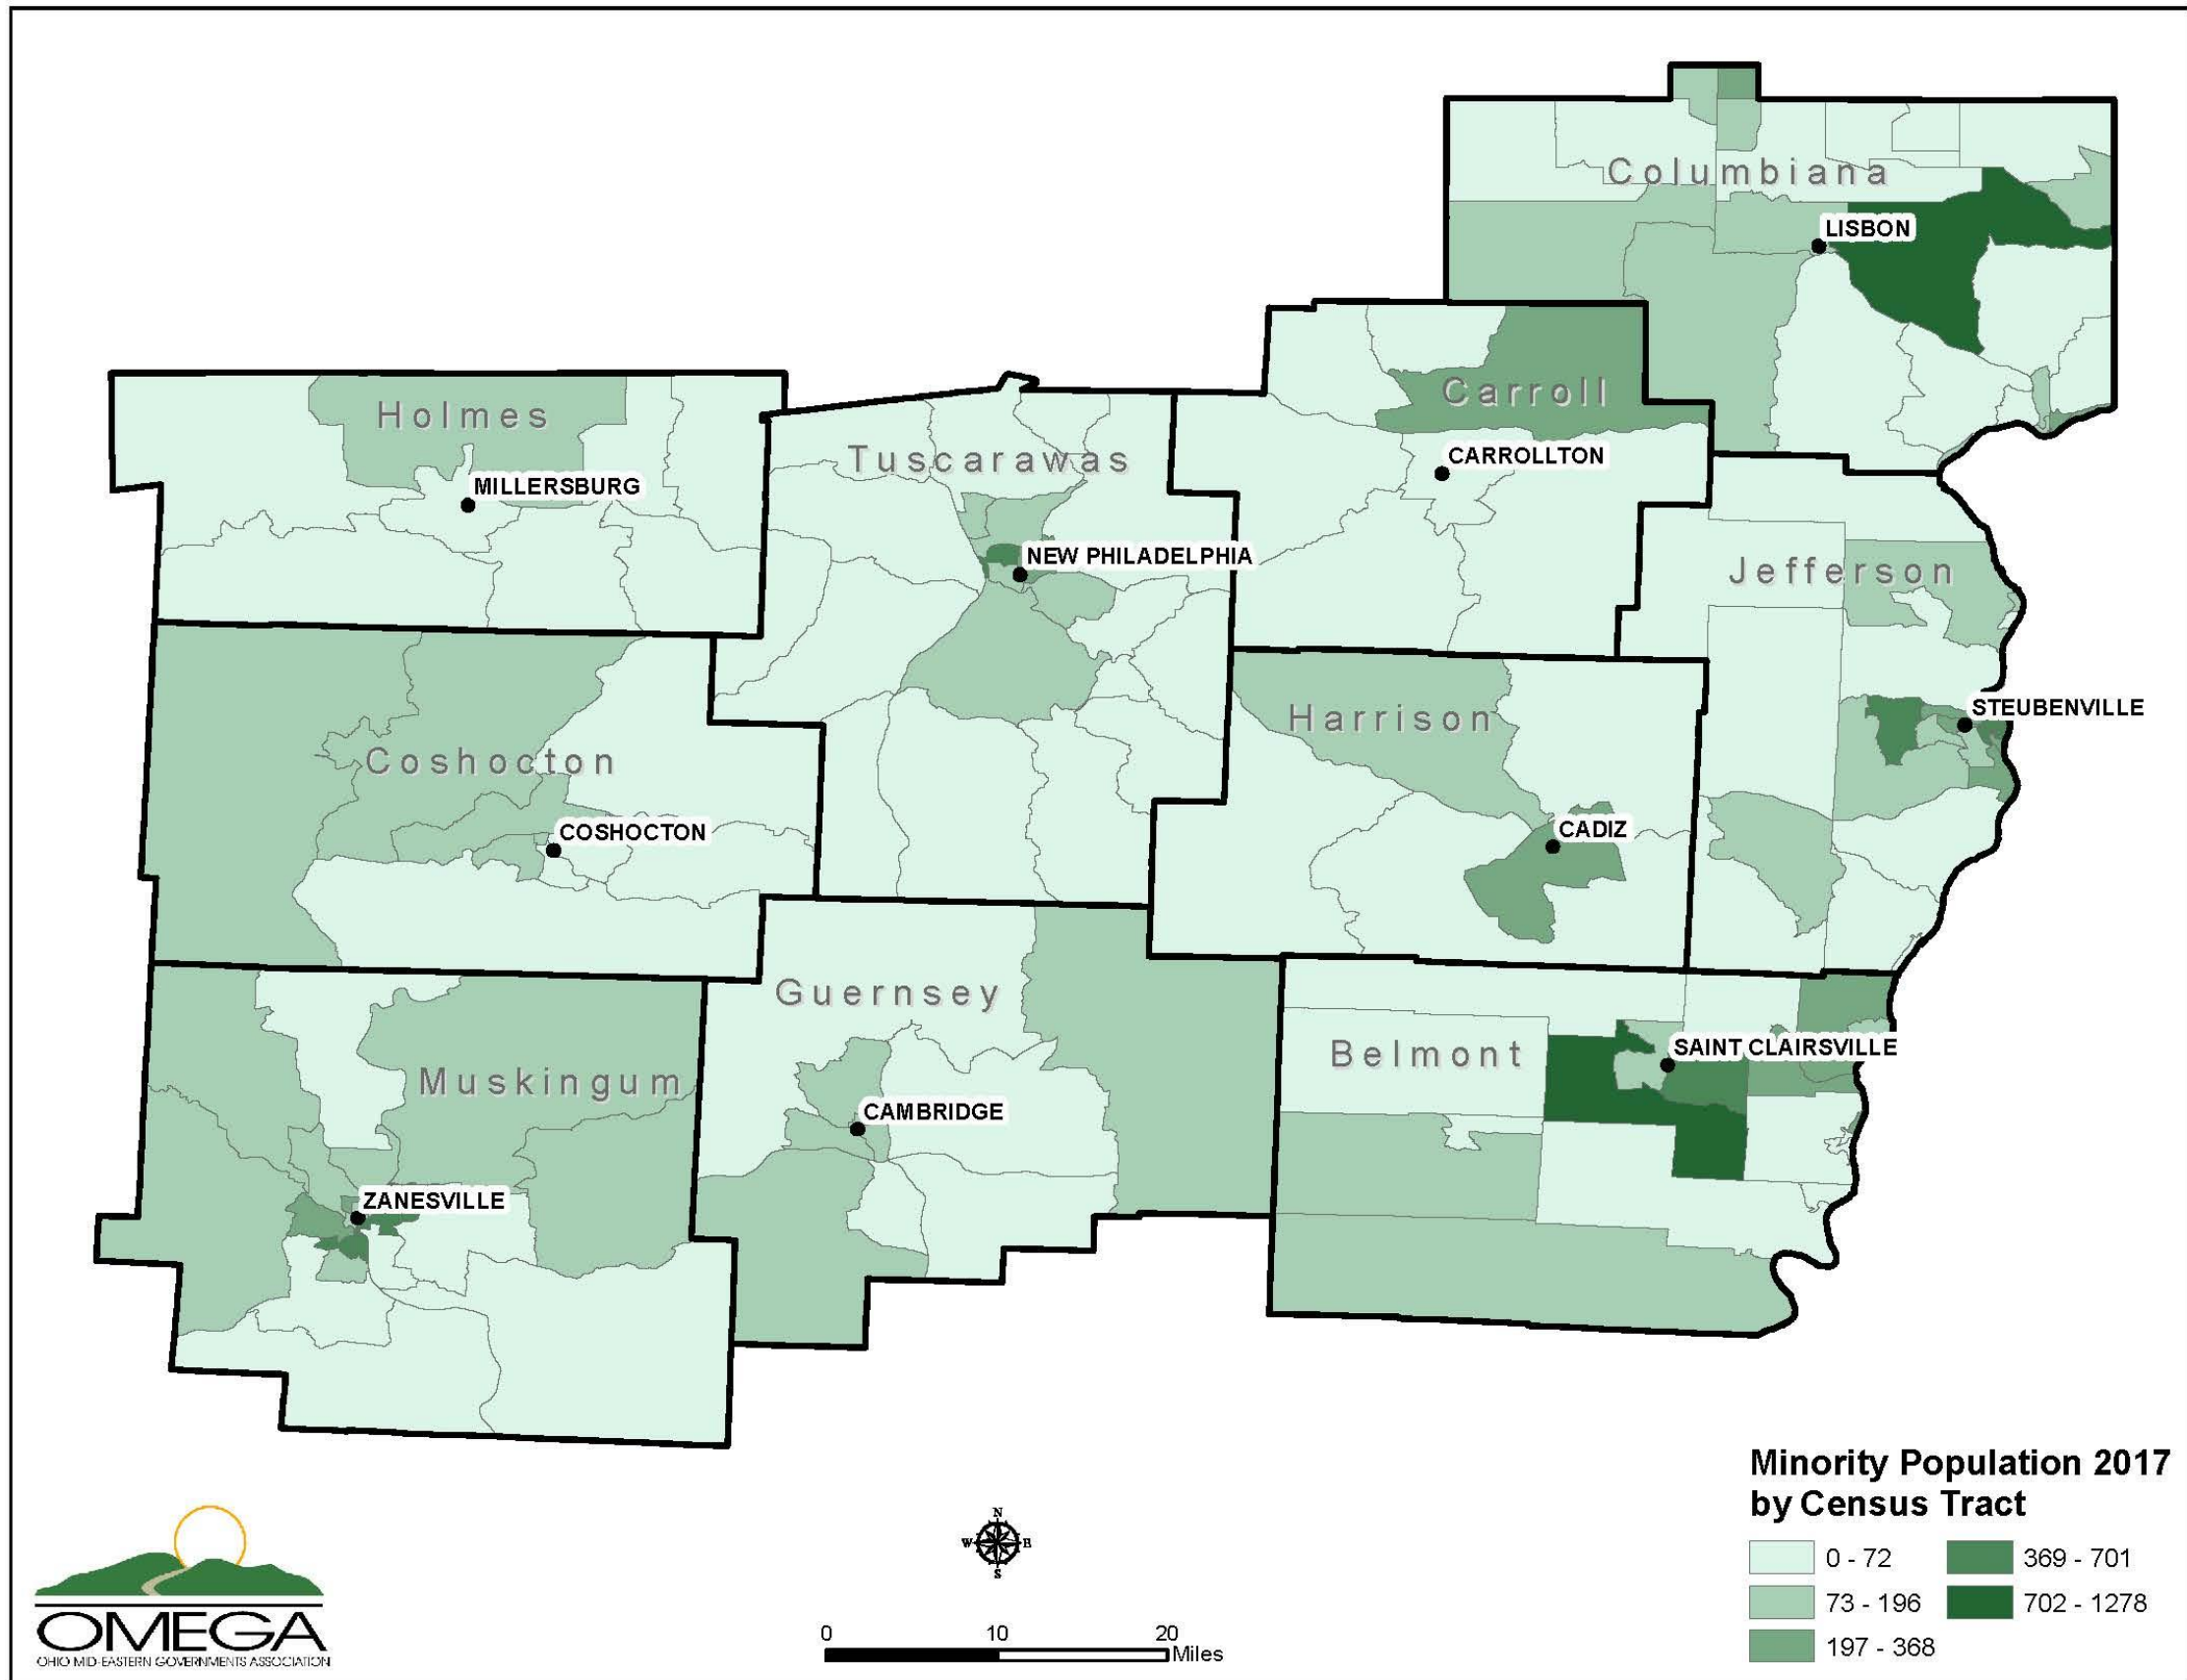 Columbiana
LISBON
Carroll
CARROLLTON
Holmes
MILLERSBURG
Tuscarawas
NEW PHILADELPHIA
Jefferson
STEUBENVILLE
Harrison
CADIZ
Coshocton
COSHOCTON
Guernsey
CAMBRIDGE
Belmont
SAINT CLAIRSVILLE
Muskingum
ZANESVILLE
Minority Population 2017
by Census Tract
0 - 72
369 - 701
73 - 196
702 - 1278
197 - 368
N
W E
S
0 10 20
Miles
OMEGA
OHIO MID-EASTERN GOVERNMENTS ASSOCIATION